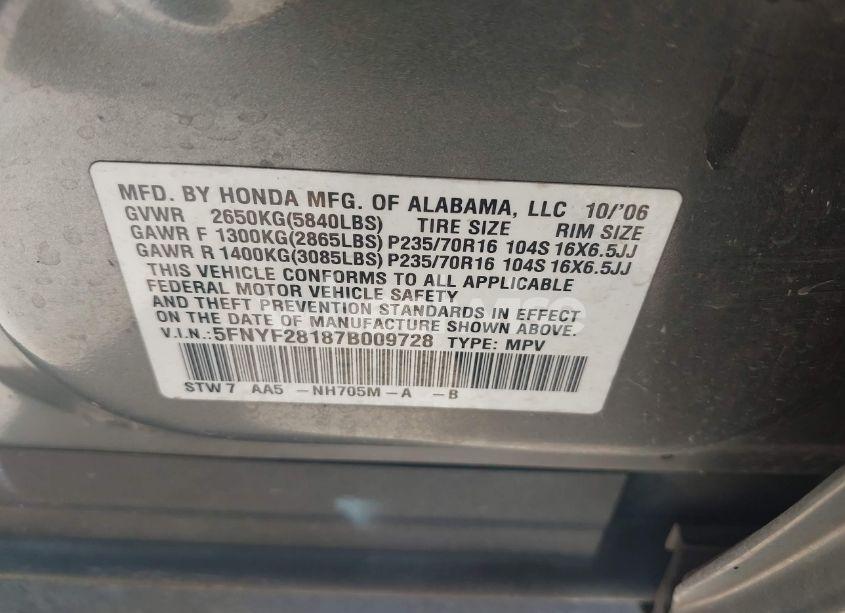 MFD. BY HONDA MFG. OF ALABAMA, LLC 10/'06
GVWR 2650KG(5840LBS) TIRE SIZE RIM SIZE
GAWR F 1300KG(2865LBS) P235/70R16 104S 16X6.5JJ
GAWR R 1400KG(3085LBS) P235/70R16 104S 16X6.5JJ
THIS VEHICLE CONFORMS TO ALL APPLICABLE
FEDERAL MOTOR VEHICLE SAFETY
AND THEFT PREVENTION STANDARDS IN EFFECT
ON THE DATE OF MANUFACTURE SHOWN ABOVE.
V.I.N.: 5FNYF28187B009728 TYPE: MPV
STW7 AA5 -NH705M-A -B